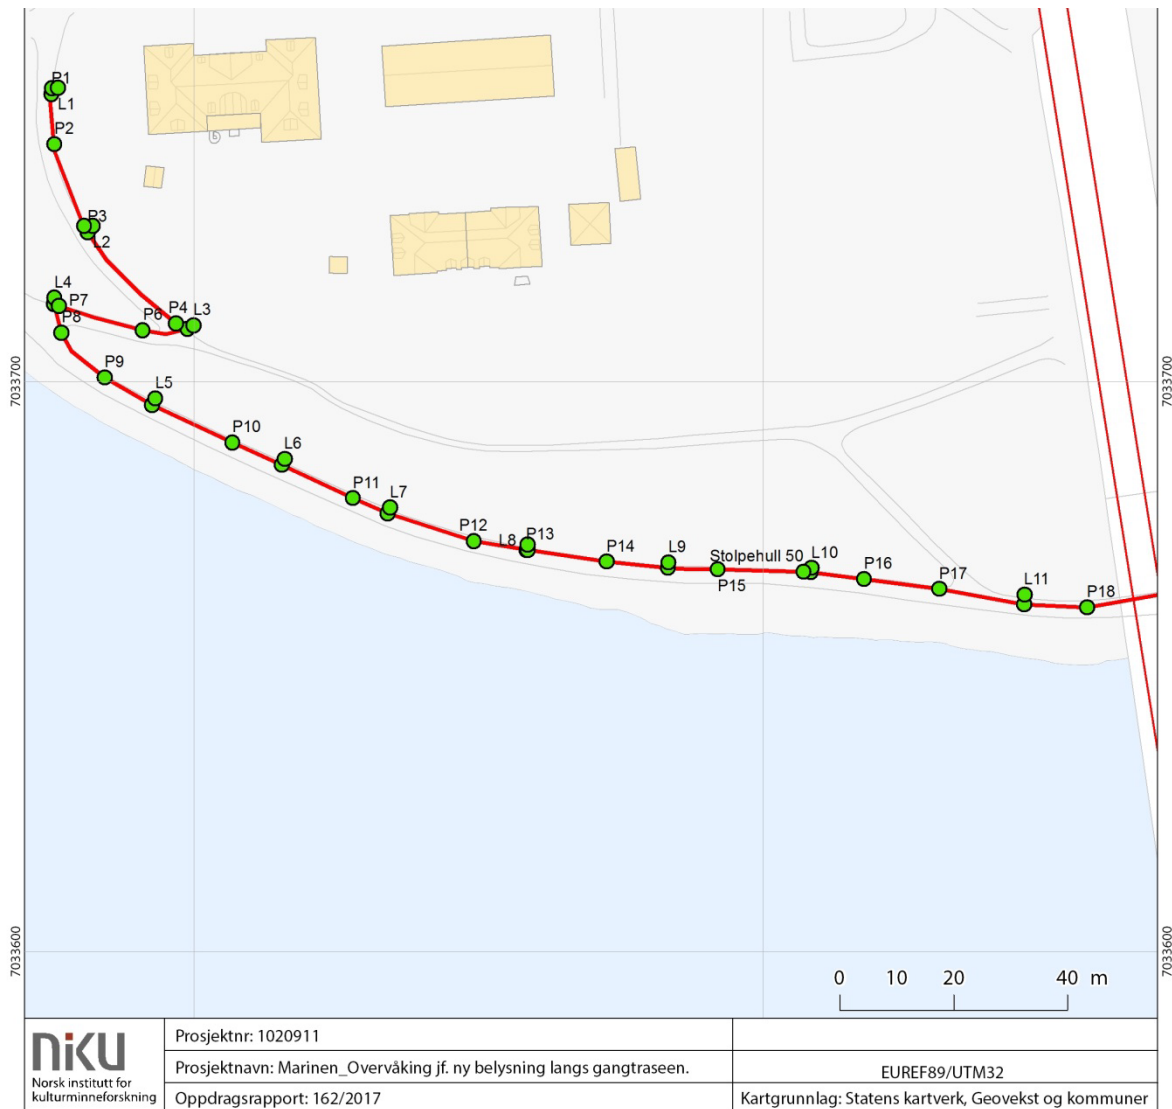 P1
L1
P2
P3
L2
L4
P7
P4
L3
P6
P8
7033700
7033700
P9
L5
P10
L6
P11
L7
P12
L8
P13
P14
L9
Stolpehull 50
L10
P15
P16
P17
L11
P18
7033600
7033600
0 10 20 40 m
niku
Norsk institutt for
kulturminneforskning
Prosjektnr: 1020911
Prosjektnavn: Marinen_Overvåking jf. ny belysning langs gangtraseen.
EUREF89/UTM32
Oppdragsrapport: 162/2017
Kartgrunnlag: Statens kartverk, Geovekst og kommuner